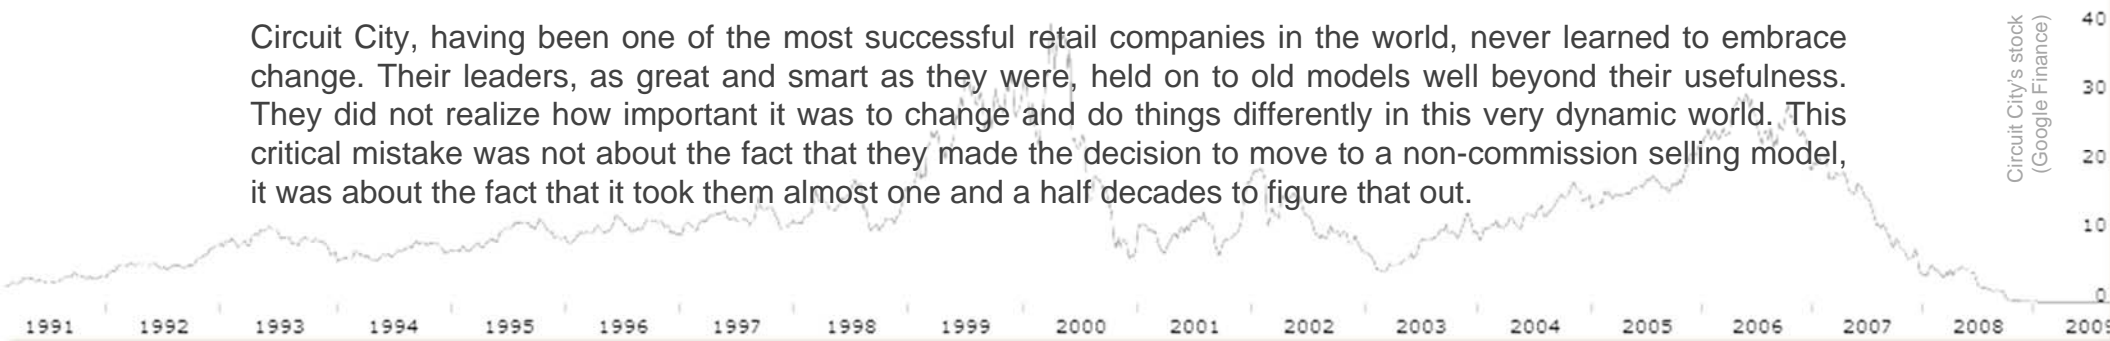 Circuit City, having been one of the most successful retail companies in the world, never learned to embrace
change. Their leaders, as great and smart as they were, held on to old models well beyond their usefulness.
They did not realize how important it was to change and do things differently in this very dynamic world. This
critical mistake was not about the fact that they made the decision to move to a non-commission selling model,
it was about the fact that it took them almost one and a half decades to figure that out.
Circuit City's stock
(Google Finance)
40
30
20
10
0
1991 1992 1993 1994 1995 1996 1997 1998 1999 2000 2001 2002 2003 2004 2005 2006 2007 2008 2009